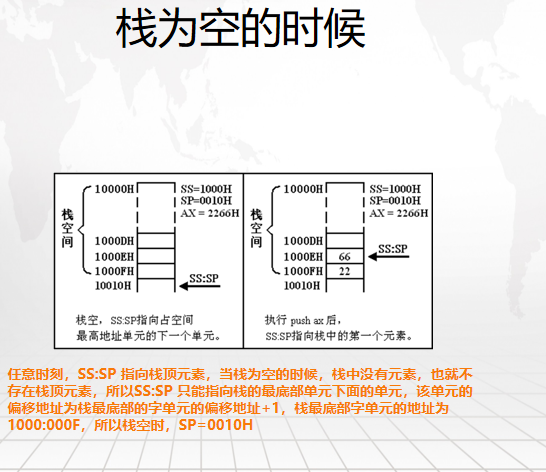 栈为空的时候
10000H
SS=1000H
SP=0010H
AX = 2266H
栈空间
1000DH
1000EH
1000FH
10010H
SS:SP
栈空，SS:SP指向占空间
最高地址单元的下一个单元。
10000H
SS=1000H
SP=0010H
AX = 2266H
栈空间
1000DH
1000EH
66
SS:SP
1000FH
22
10010H
执行 push ax 后，
SS:SP指向栈中的第一个元素。
任意时刻，SS:SP 指向栈顶元素，当栈为空的时候，栈中没有元素，也就不
存在栈顶元素，所以SS:SP 只能指向栈的最底部单元下面的单元，该单元的
偏移地址为栈最底部的字单元的偏移地址+1，栈最底部字单元的地址为
1000:000F，所以栈空时，SP=0010H